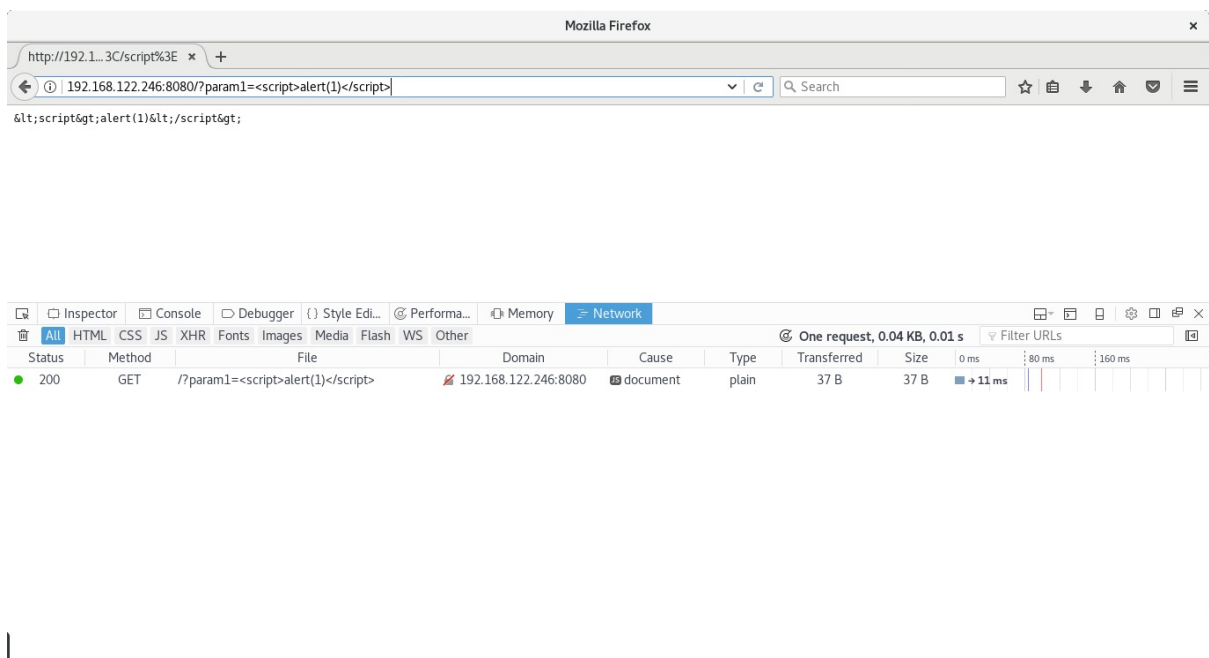 Mozilla Firefox ×
http://192.1... 3C/script%3E × +
192.168.122.246:8080/?param1=<script>alert(1)</script> Search
&lt;script&gt;alert(1)&lt;/script&gt;
Inspector Console Debugger {} Style Edi... Performa... Memory Network
All HTML CSS JS XHR Fonts Images Media Flash WS Other One request, 0.04 KB, 0.01 s Filter URLs
Status Method File Domain Cause Type Transferred Size 0 ms 80 ms 160 ms
200 GET /?param1=<script>alert(1)</script> 192.168.122.246:8080 JS document plain 37 B 37 B → 11 ms